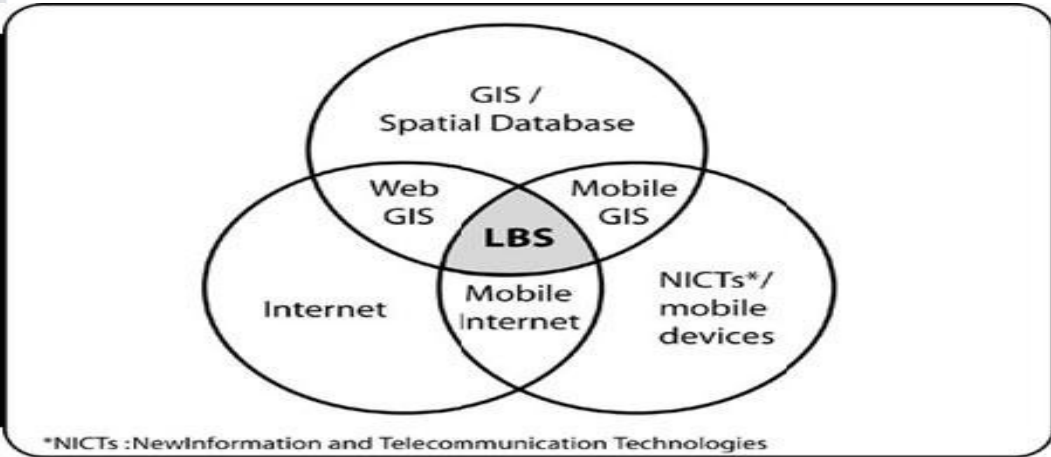 GIS /
Spatial Database
Web
GIS
Mobile
GIS
LBS
Internet
Mobile
Internet
NICTs*/
mobile
devices
*NICTs :NewInformation and Telecommunication Technologies